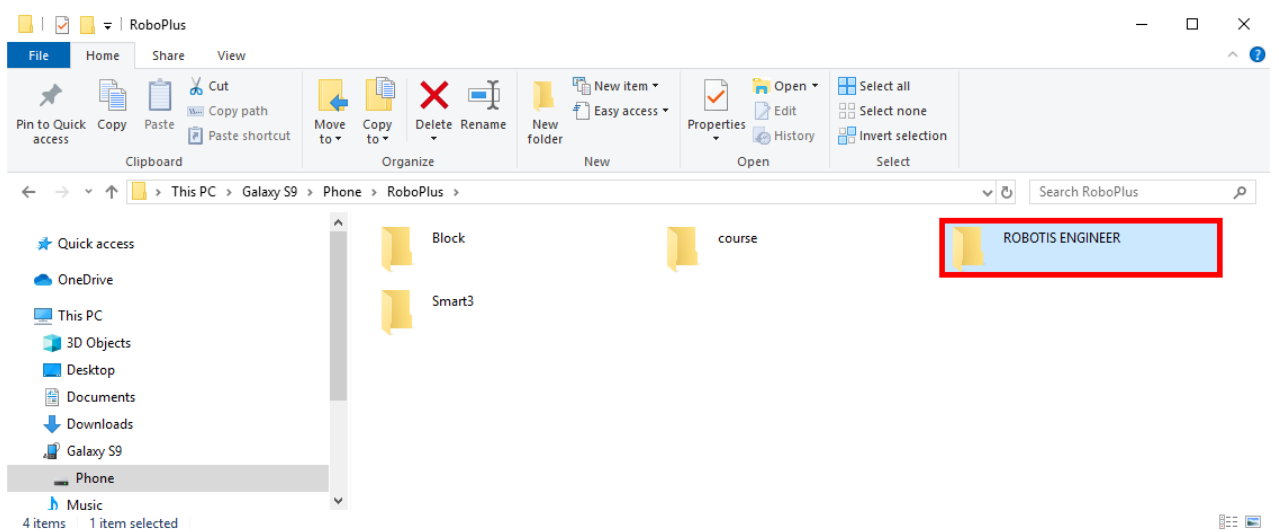 RoboPlus
File Home Share View
Pin to Quick access
Copy
Paste
Cut
Copy path
Paste shortcut
Clipboard
Move to
Copy to
Delete
Rename
Organize
New folder
New item
Easy access
New
Properties
Open
Edit
History
Open
Select all
Select none
Invert selection
Select
This PC > Galaxy S9 > Phone > RoboPlus >
Search RoboPlus
Quick access
OneDrive
This PC
3D Objects
Desktop
Documents
Downloads
Galaxy S9
Phone
Music
Block
course
ROBOTIS ENGINEER
Smart3
4 items 1 item selected